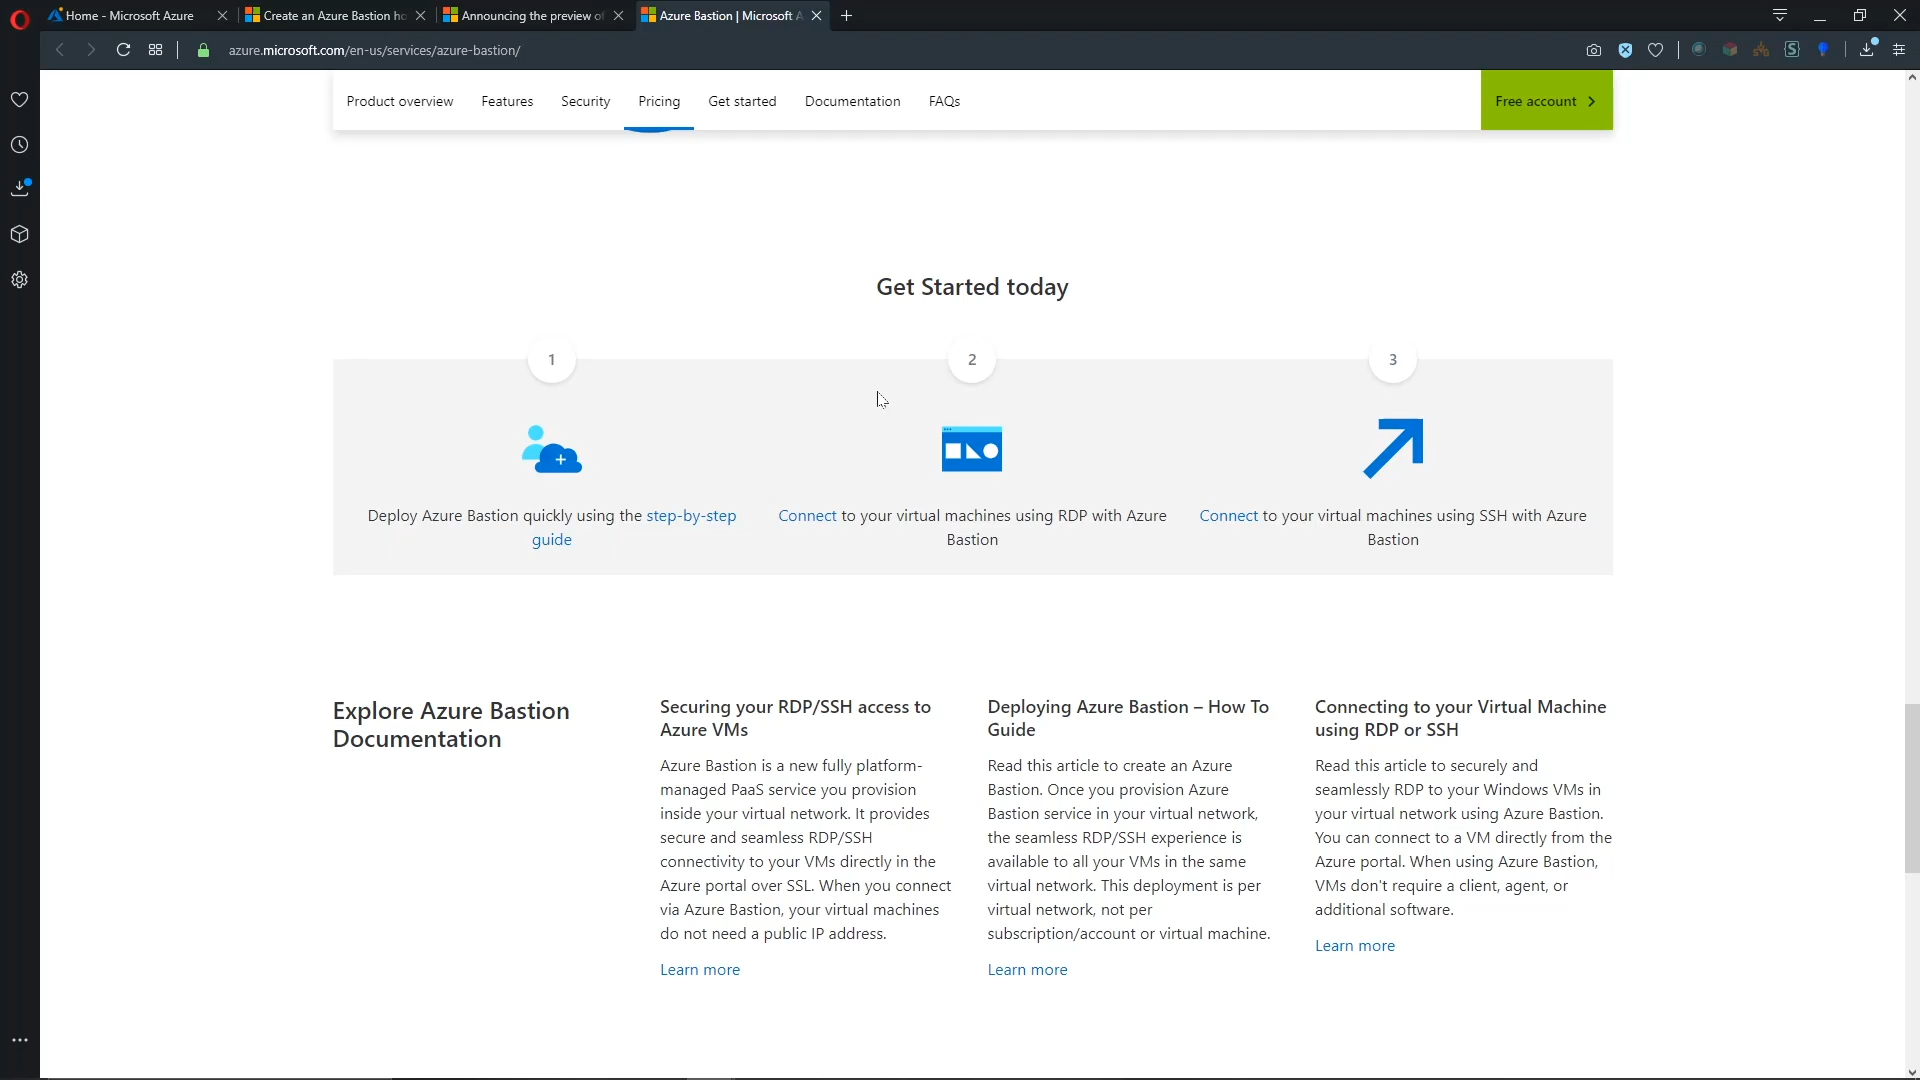 Home - Microsoft Azure
Create an Azure Bastion ho
Announcing the preview of
Azure Bastion | Microsoft A
azure.microsoft.com/en-us/services/azure-bastion/
Product overview
Features
Security
Pricing
Get started
Documentation
FAQs
Free account
Get Started today
1
2
3
Deploy Azure Bastion quickly using the step-by-step
guide
Connect to your virtual machines using RDP with Azure
Bastion
Connect to your virtual machines using SSH with Azure
Bastion
Explore Azure Bastion
Documentation
Securing your RDP/SSH access to
Azure VMs
Azure Bastion is a new fully platform-
managed PaaS service you provision
inside your virtual network. It provides
secure and seamless RDP/SSH
connectivity to your VMs directly in the
Azure portal over SSL. When you connect
via Azure Bastion, your virtual machines
do not need a public IP address.
Learn more
Deploying Azure Bastion – How To
Guide
Read this article to create an Azure
Bastion. Once you provision Azure
Bastion service in your virtual network,
the seamless RDP/SSH experience is
available to all your VMs in the same
virtual network. This deployment is per
virtual network, not per
subscription/account or virtual machine.
Learn more
Connecting to your Virtual Machine
using RDP or SSH
Read this article to securely and
seamlessly RDP to your Windows VMs in
your virtual network using Azure Bastion.
You can connect to a VM directly from the
Azure portal. When using Azure Bastion,
VMs don't require a client, agent, or
additional software.
Learn more